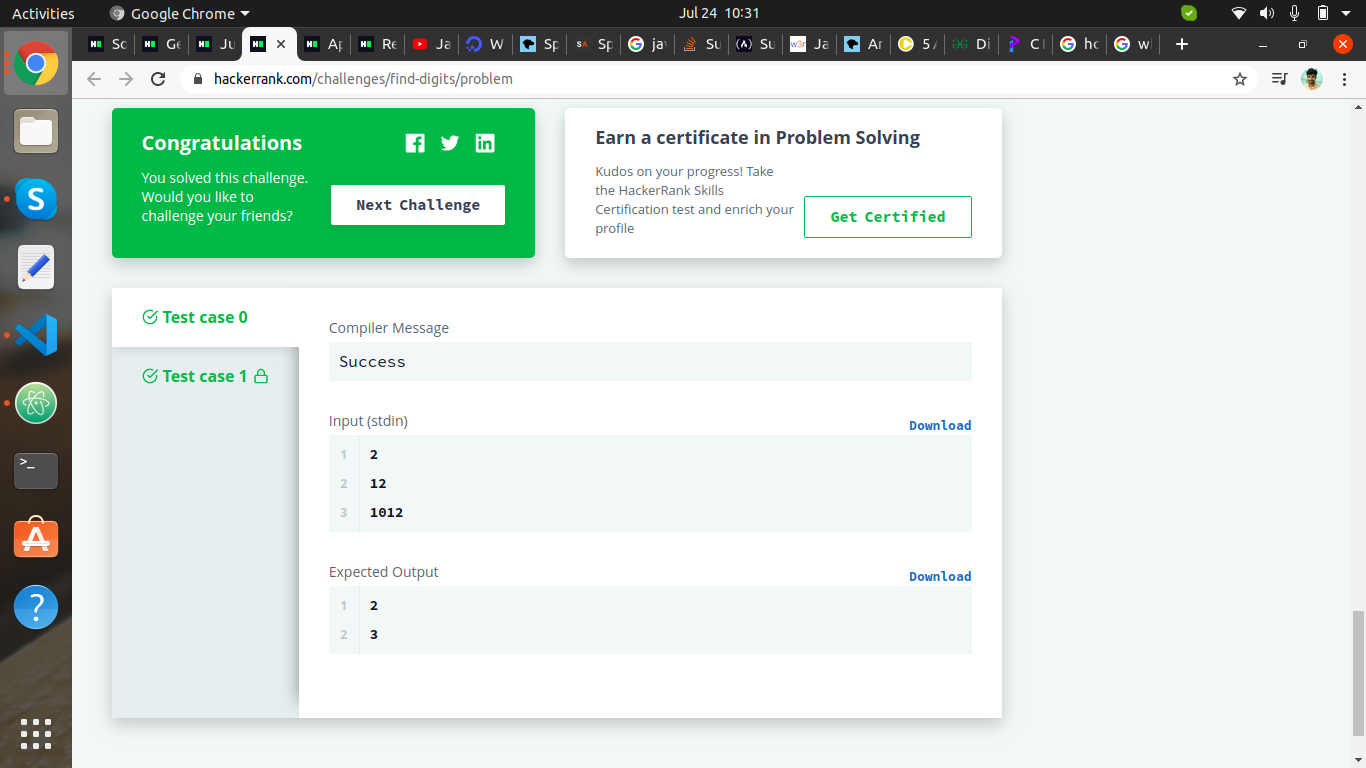 Activities
Google Chrome
Jul 24 10:31
So
Ge
Ju
Ap
Re
Ja
W
Sp
SA
Sp
jav
Su
(A)
Su
w3r
Ja
Ar
5 A
Di
C I
ho
w
hackerrank.com/challenges/find-digits/problem
Congratulations
You solved this challenge.
Would you like to
challenge your friends?
Next Challenge
Earn a certificate in Problem Solving
Kudos on your progress! Take
the HackerRank Skills
Certification test and enrich your
profile
Get Certified
Test case 0
Test case 1
Compiler Message
Success
Input (stdin)
Download
1 2
2 12
3 1012
Expected Output
Download
1 2
2 3